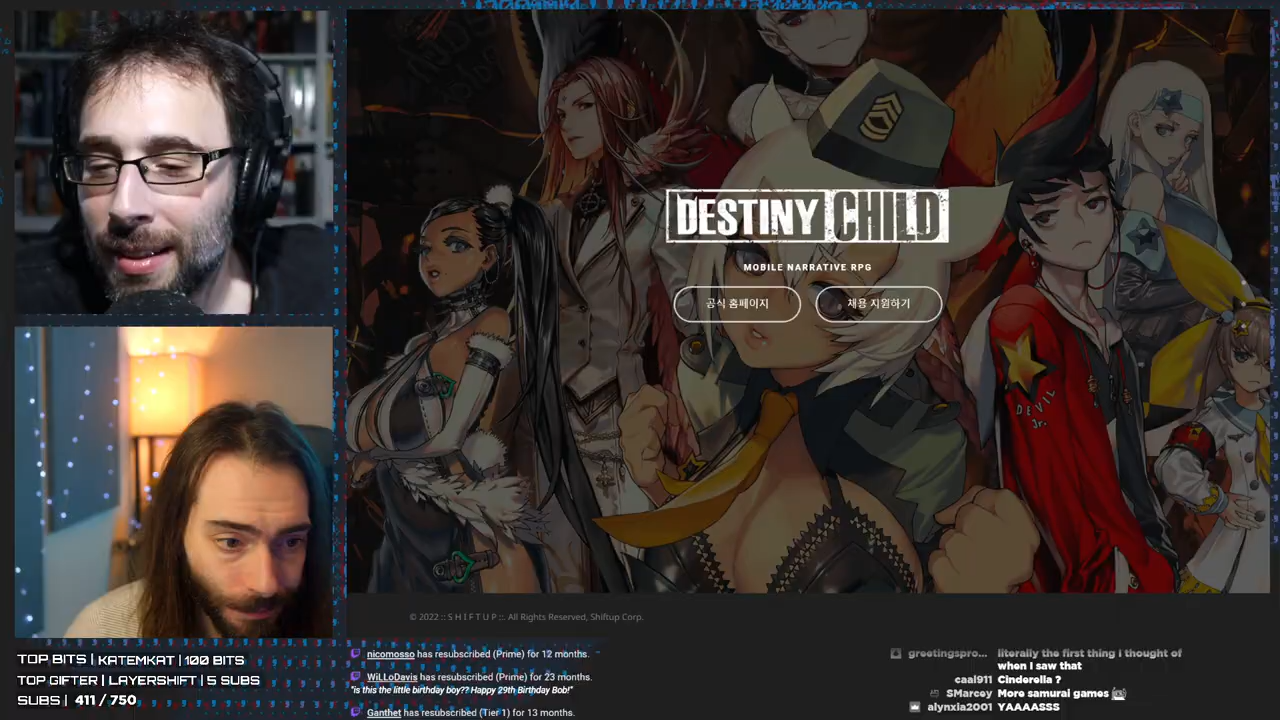 DESTINY CHILD
MOBILE NARRATIVE RPG
공식 홈페이지
채용 지원하기
DEVIL
Jr.
© 2022 :: S H I F T U P ::. All Rights Reserved, Shiftup Corp.
TOP BITS | KATEMKAT | 100 BITS
TOP GIFTER | LAYERSHIFT | 5 SUBS
SUBS | 411 / 750
nicomosso has resubscribed (Prime) for 12 months.
WiLLoDavis has resubscribed (Prime) for 23 months.
"is this the little birthday boy?? Happy 29th Birthday Bob!"
Ganthet has resubscribed (Tier 1) for 13 months.
greetingspro... literally the first thing i thought of
when I saw that
caal911 Cinderella ?
SMarcey More samurai games
alynxia2001 YAAAASSS